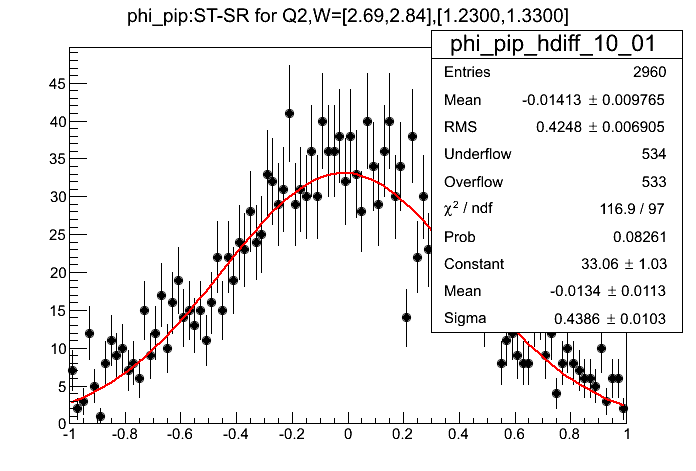 phi_pip:ST-SR for Q2,W=[2.69,2.84],[1.2300,1.3300]
phi_pip_hdiff_10_01
Entries 2960
Mean -0.01413 ± 0.009765
RMS 0.4248 ± 0.006905
Underflow 534
Overflow 533
χ² / ndf 116.9 / 97
Prob 0.08261
Constant 33.06 ± 1.03
Mean -0.0134 ± 0.0113
Sigma 0.4386 ± 0.0103
45
40
35
30
25
20
15
10
5
0
-1 -0.8 -0.6 -0.4 -0.2 0 0.2 0.4 0.6 0.8 1